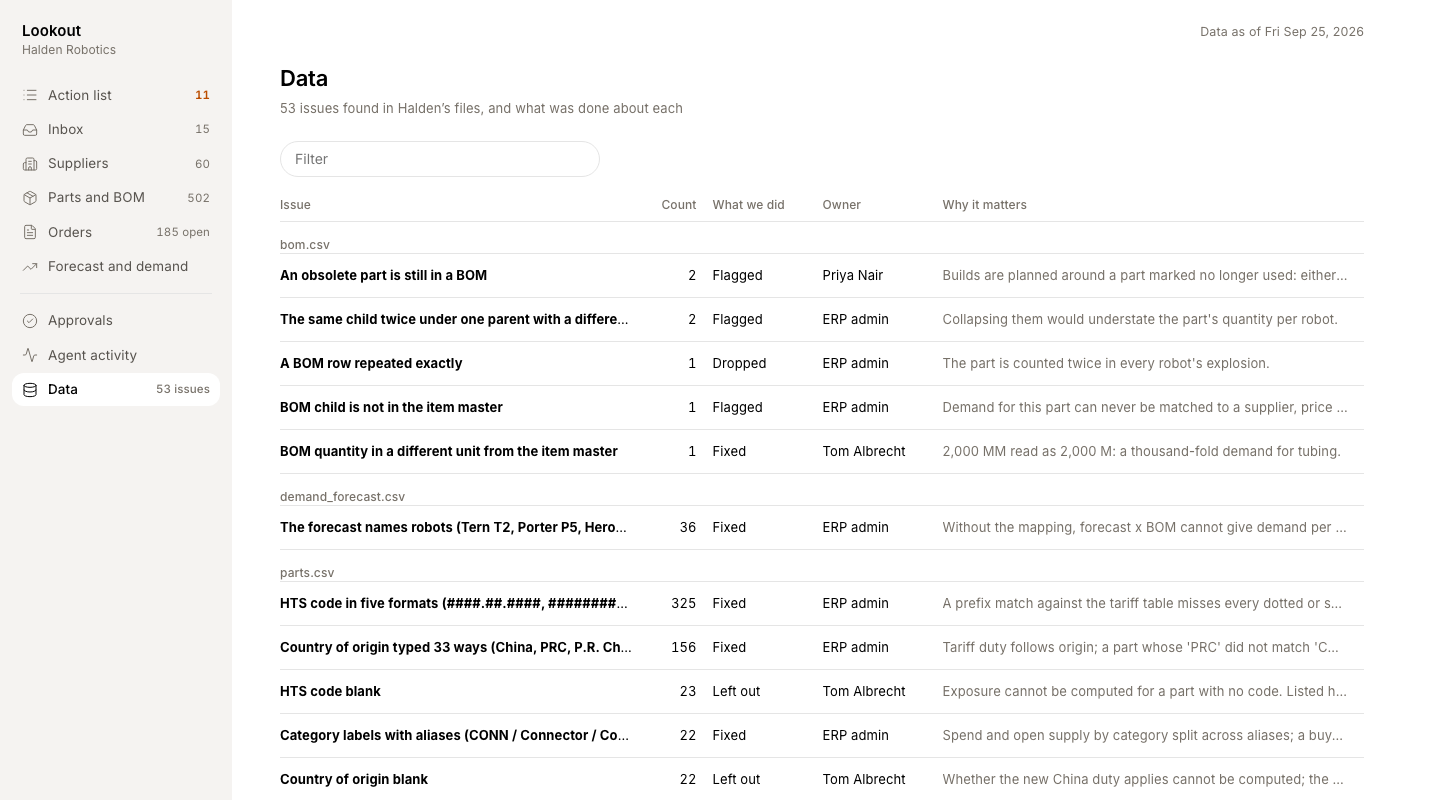 Lookout
Halden Robotics
Action list 11
Inbox 15
Suppliers 60
Parts and BOM 502
Orders 185 open
Forecast and demand
Approvals
Agent activity
Data 53 issues
Data as of Fri Sep 25, 2026
Data
53 issues found in Halden’s files, and what was done about each
Filter
Issue Count What we did Owner Why it matters
bom.csv
An obsolete part is still in a BOM 2 Flagged Priya Nair Builds are planned around a part marked no longer used: either...
The same child twice under one parent with a differe... 2 Flagged ERP admin Collapsing them would understate the part's quantity per robot.
A BOM row repeated exactly 1 Dropped ERP admin The part is counted twice in every robot's explosion.
BOM child is not in the item master 1 Flagged ERP admin Demand for this part can never be matched to a supplier, price ...
BOM quantity in a different unit from the item master 1 Fixed Tom Albrecht 2,000 MM read as 2,000 M: a thousand-fold demand for tubing.
demand_forecast.csv
The forecast names robots (Tern T2, Porter P5, Hero... 36 Fixed ERP admin Without the mapping, forecast x BOM cannot give demand per ...
parts.csv
HTS code in five formats (####.##.####, ########... 325 Fixed ERP admin A prefix match against the tariff table misses every dotted or s...
Country of origin typed 33 ways (China, PRC, P.R. Ch... 156 Fixed ERP admin Tariff duty follows origin; a part whose 'PRC' did not match 'C...
HTS code blank 23 Left out Tom Albrecht Exposure cannot be computed for a part with no code. Listed h...
Category labels with aliases (CONN / Connector / Co... 22 Fixed ERP admin Spend and open supply by category split across aliases; a buy...
Country of origin blank 22 Left out Tom Albrecht Whether the new China duty applies cannot be computed; the ...